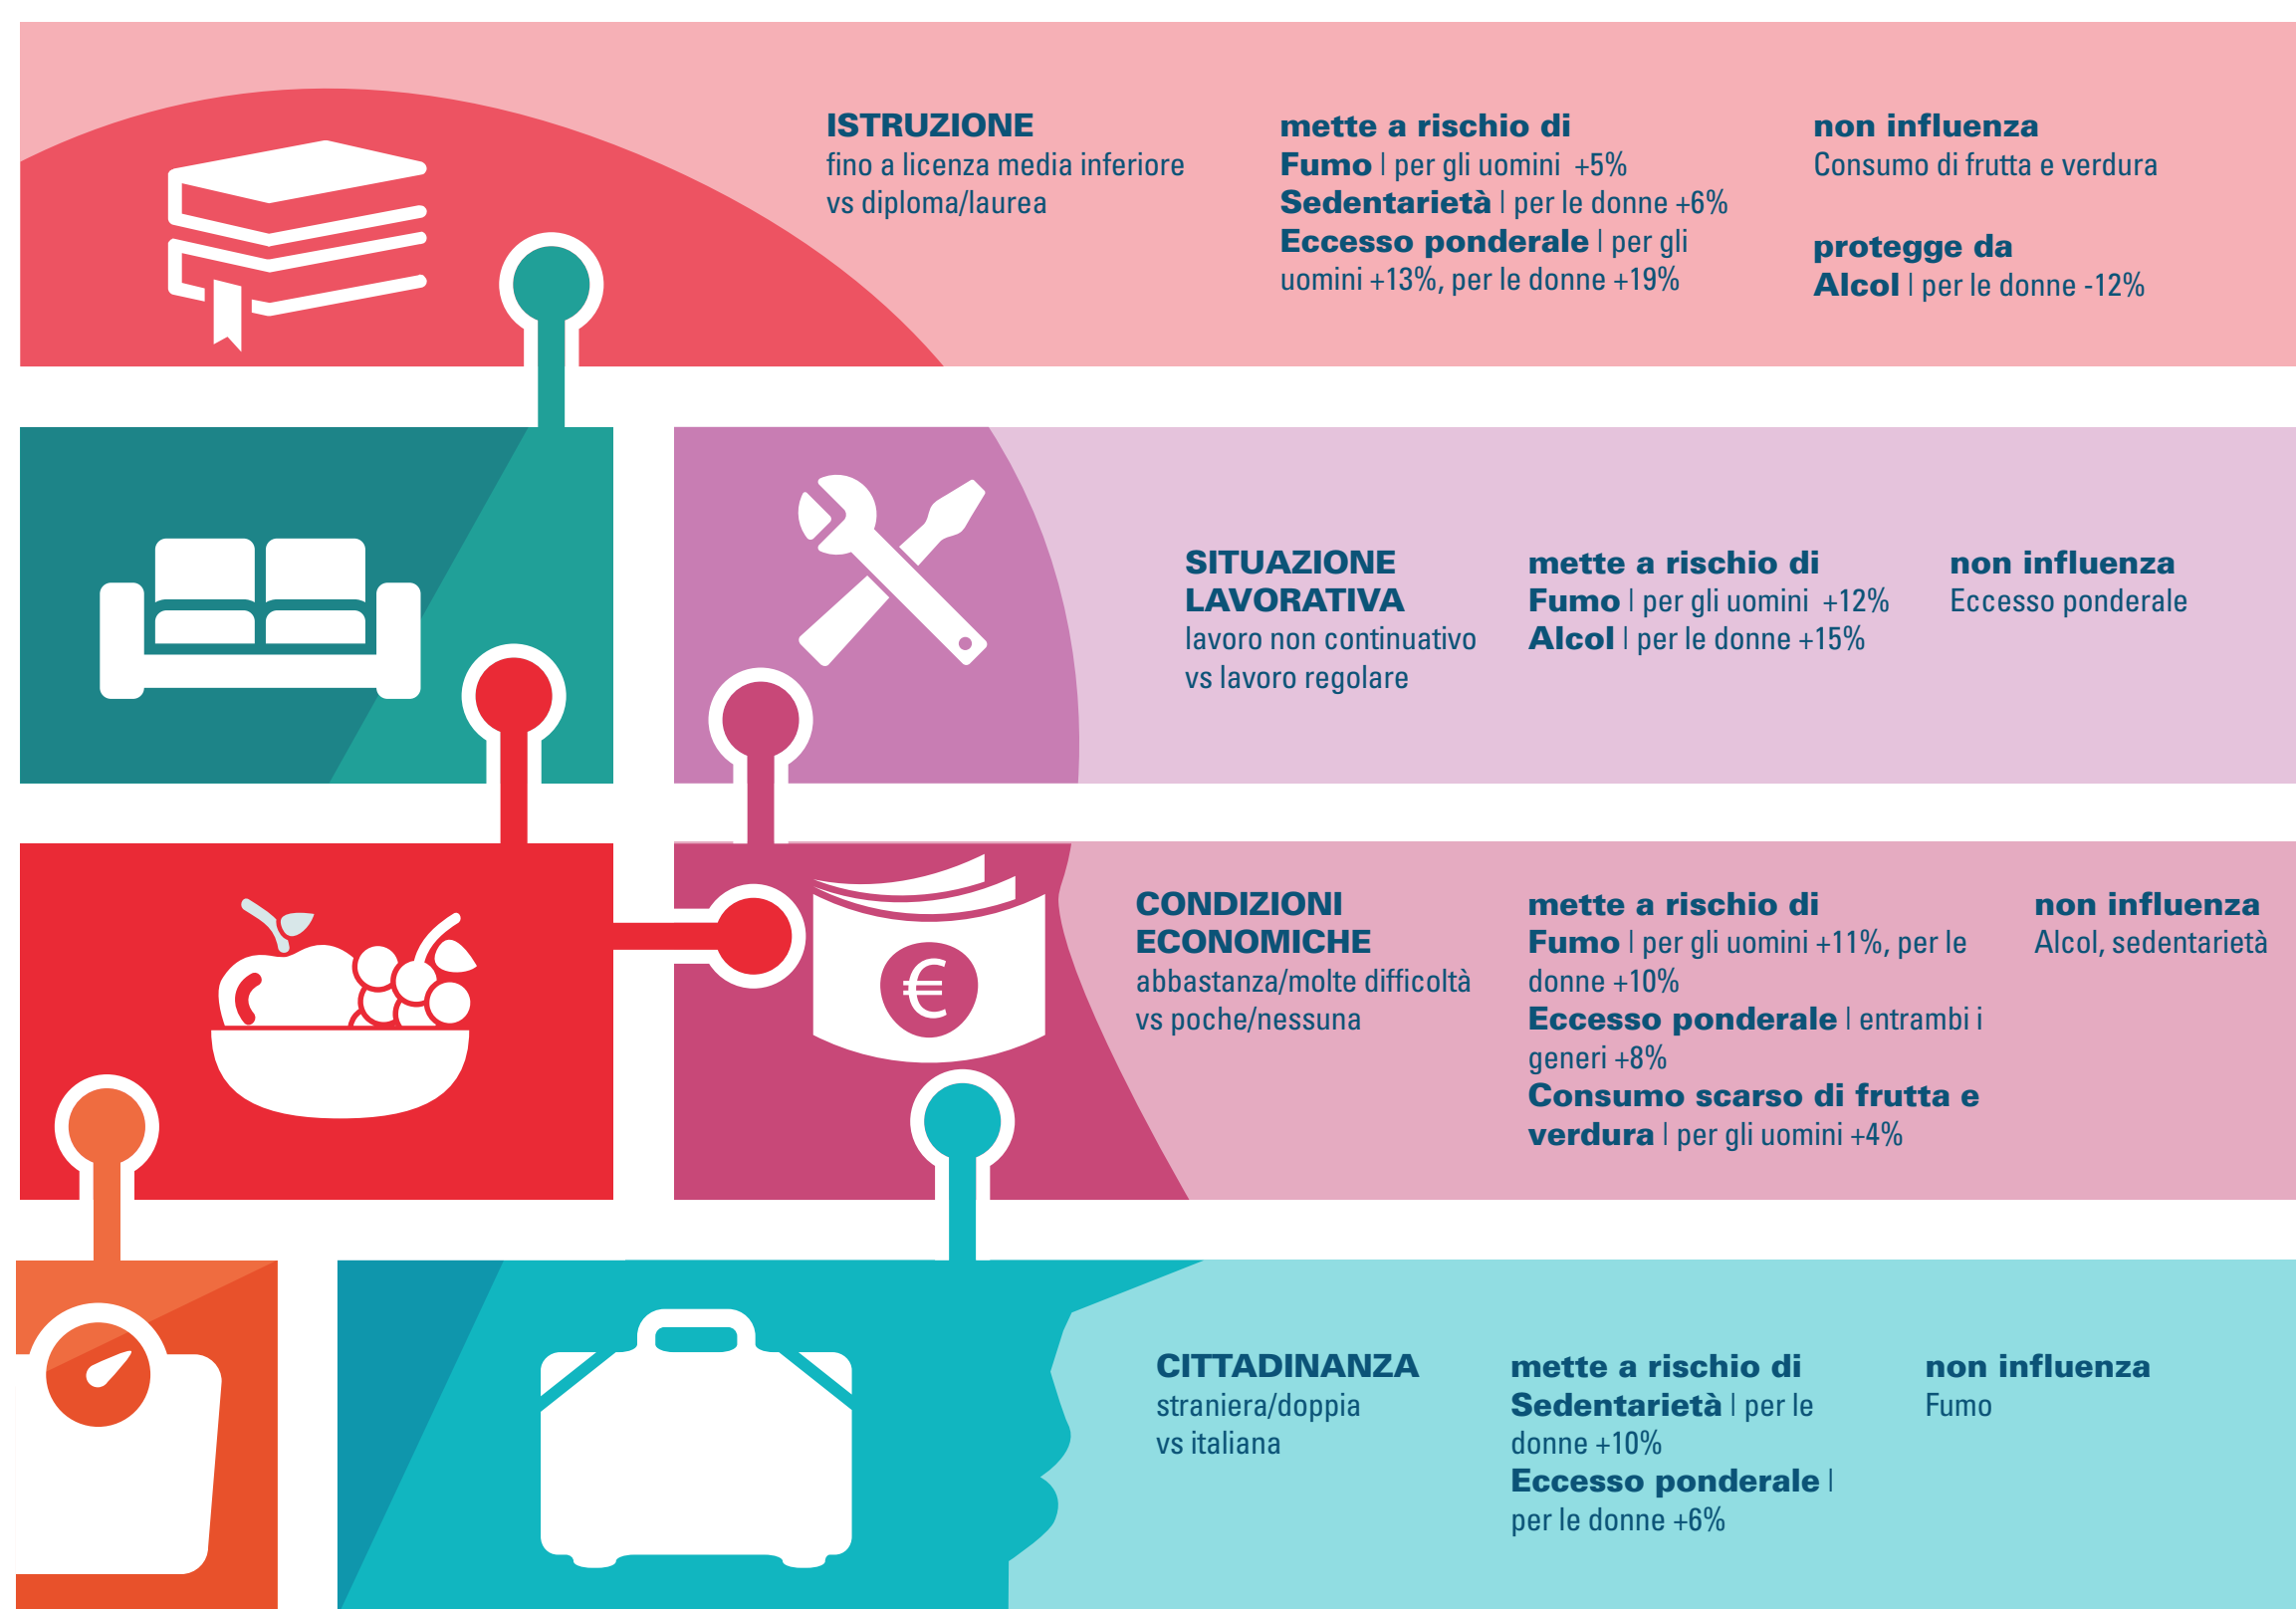 ISTRUZIONE
fino a licenza media inferiore
vs diploma/laurea
mette a rischio di
Fumo | per gli uomini +5%
Sedentarietà | per le donne +6%
Eccesso ponderale | per gli
uomini +13%, per le donne +19%
non influenza
Consumo di frutta e verdura
protegge da
Alcol | per le donne -12%
SITUAZIONE
LAVORATIVA
lavoro non continuativo
vs lavoro regolare
mette a rischio di
Fumo | per gli uomini +12%
Alcol | per le donne +15%
non influenza
Eccesso ponderale
€
CONDIZIONI
ECONOMICHE
abbastanza/molte difficoltà
vs poche/nessuna
mette a rischio di
Fumo | per gli uomini +11%, per le
donne +10%
Eccesso ponderale | entrambi i
generi +8%
Consumo scarso di frutta e
verdura | per gli uomini +4%
non influenza
Alcol, sedentarietà
CITTADINANZA
straniera/doppia
vs italiana
mette a rischio di
Sedentarietà | per le
donne +10%
Eccesso ponderale |
per le donne +6%
non influenza
Fumo